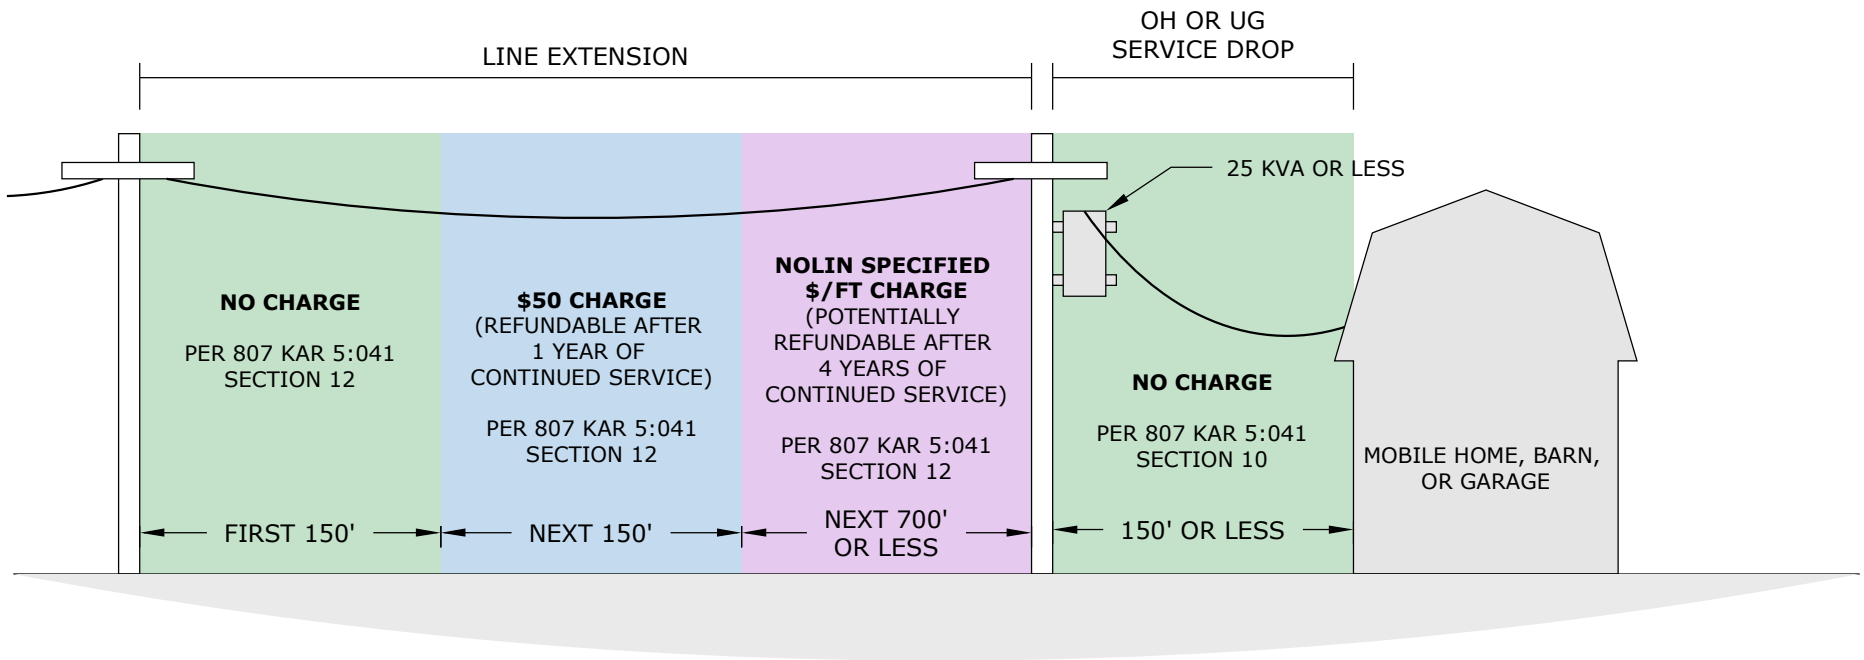 LINE EXTENSION
OH OR UG
SERVICE DROP
25 KVA OR LESS
NO CHARGE
PER 807 KAR 5:041
SECTION 12
FIRST 150'
$50 CHARGE
(REFUNDABLE AFTER
1 YEAR OF
CONTINUED SERVICE)
PER 807 KAR 5:041
SECTION 12
NEXT 150'
NOLIN SPECIFIED
$/FT CHARGE
(POTENTIALLY
REFUNDABLE AFTER
4 YEARS OF
CONTINUED SERVICE)
PER 807 KAR 5:041
SECTION 12
NEXT 700'
OR LESS
NO CHARGE
PER 807 KAR 5:041
SECTION 10
150' OR LESS
MOBILE HOME, BARN,
OR GARAGE